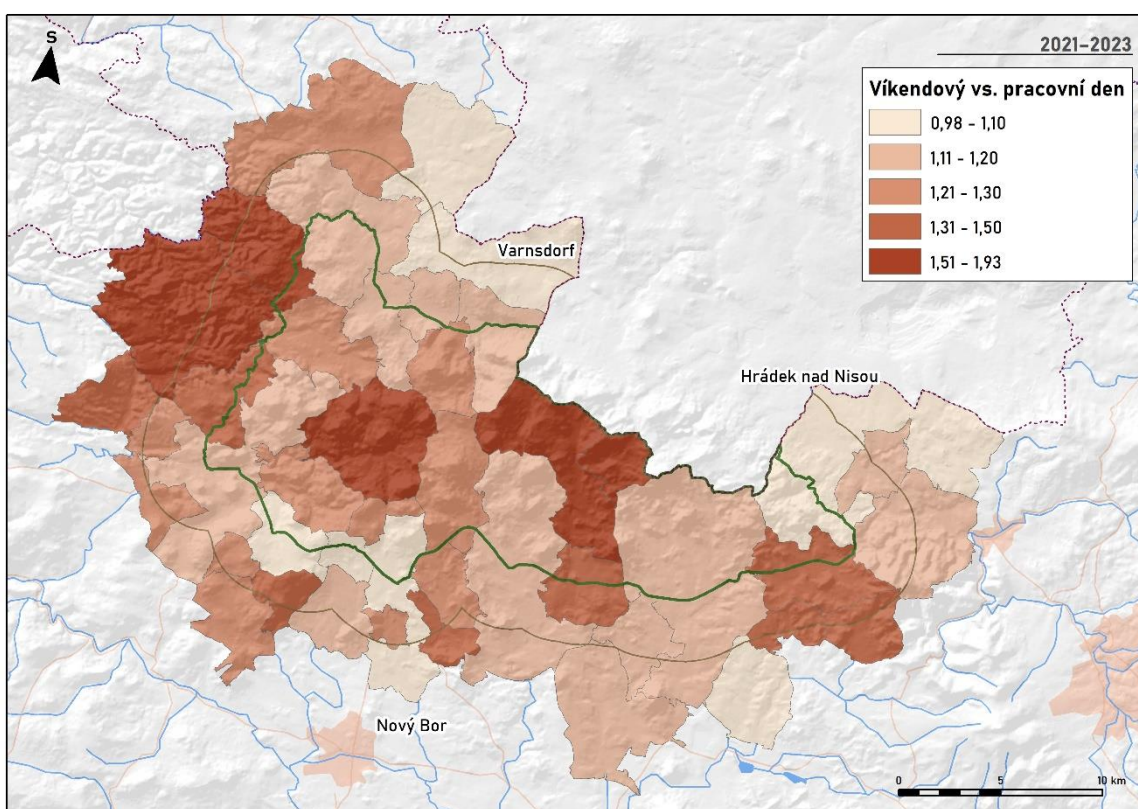 S
2021–2023
Víkendový vs. pracovní den
0,98 – 1,10
1,11 – 1,20
1,21 – 1,30
1,31 – 1,50
1,51 – 1,93
Varnsdorf
Hrádek nad Nisou
Nový Bor
0 5 10 km